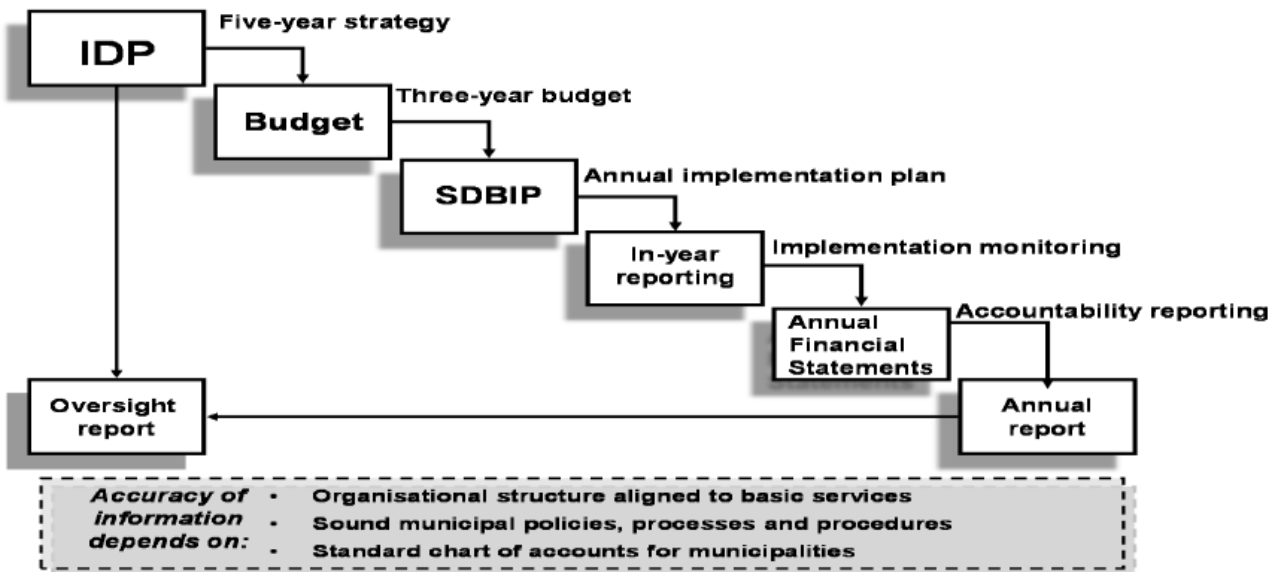 IDP
Five-year strategy
Budget
Three-year budget
SDBIP
Annual implementation plan
In-year
reporting
Implementation monitoring
Annual
Financial
Statements
Accountability reporting
Oversight
report
Annual
report
Accuracy of
information
depends on:
• Organisational structure aligned to basic services
• Sound municipal policies, processes and procedures
• Standard chart of accounts for municipalities